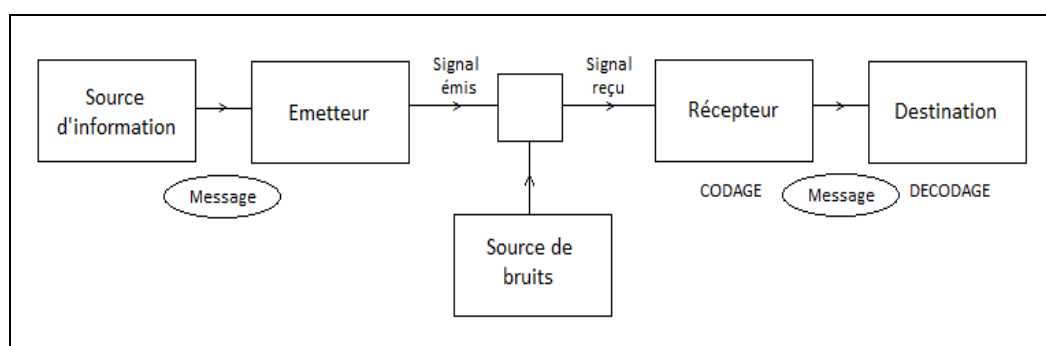 Source
d'information
Emetteur
Signal
émis
Signal
reçu
Récepteur
Destination
Message
CODAGE
Message
DECODAGE
Source de
bruits